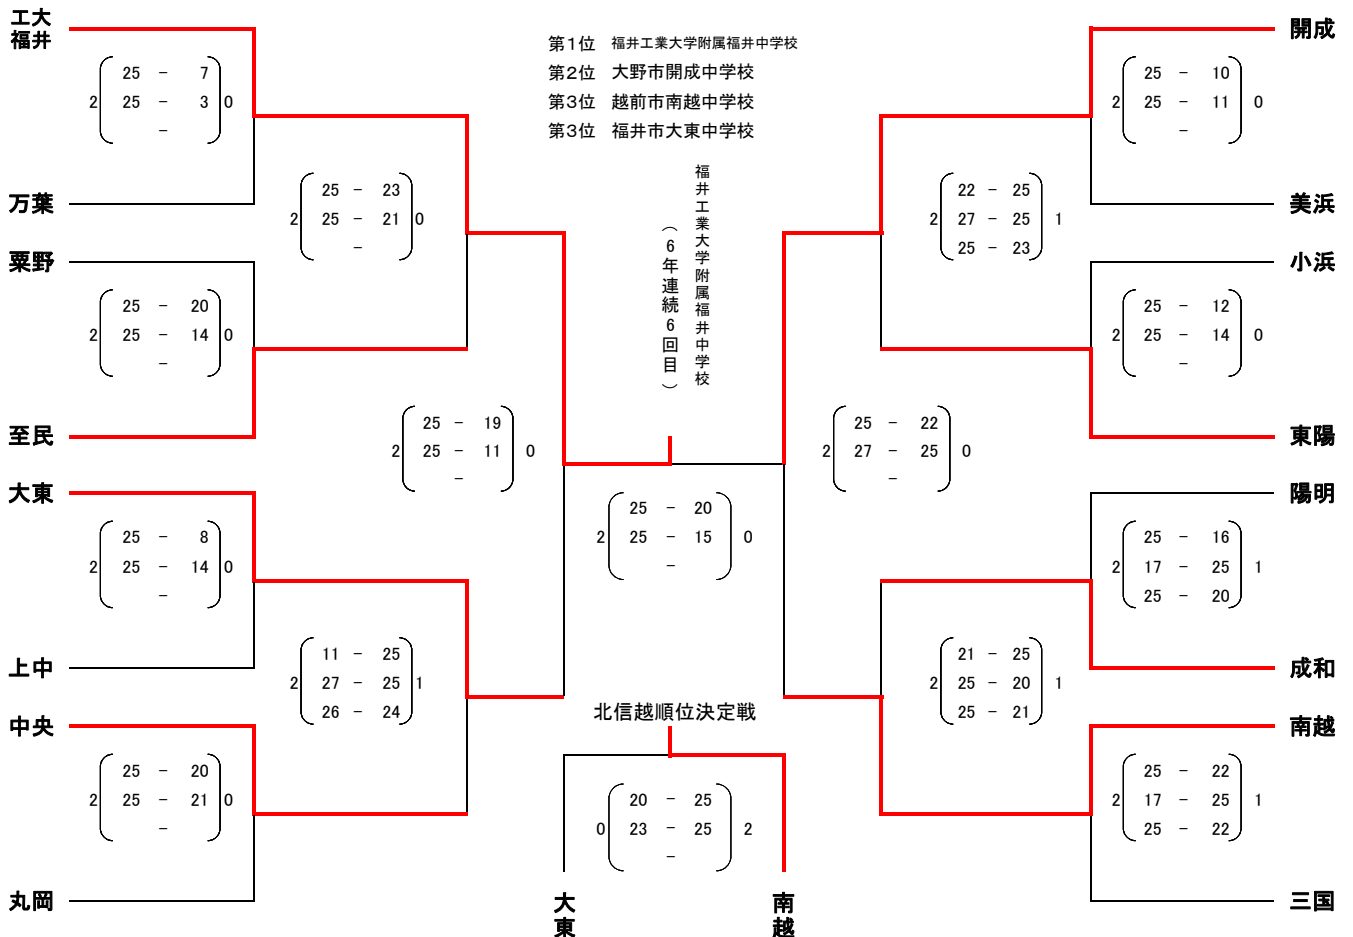 工大
福井
万葉
粟野
至民
大東
上中
中央
丸岡
2 25 - 7 0
25 - 3
-
2 25 - 20 0
25 - 14
-
2 25 - 8 0
25 - 14
-
2 25 - 20 0
25 - 21
-
2 25 - 23 0
25 - 21
-
2 11 - 25 1
27 - 25
26 - 24
2 25 - 19 0
25 - 11
-
第1位 福井工業大学附属福井中学校
第2位 大野市開成中学校
第3位 越前市南越中学校
第3位 福井市大東中学校
福井工業大学附属福井中学校
(6年連続6回目)
2 25 - 20 0
25 - 15
-
北信越順位決定戦
0 20 - 25 2
23 - 25
-
大東
南越
2 25 - 22 0
27 - 25
-
2 22 - 25 1
27 - 25
25 - 23
2 21 - 25 1
25 - 20
25 - 21
2 25 - 10 0
25 - 11
-
2 25 - 12 0
25 - 14
-
2 25 - 16 1
17 - 25
25 - 20
2 25 - 22 1
17 - 25
25 - 22
開成
美浜
小浜
東陽
陽明
成和
南越
三国